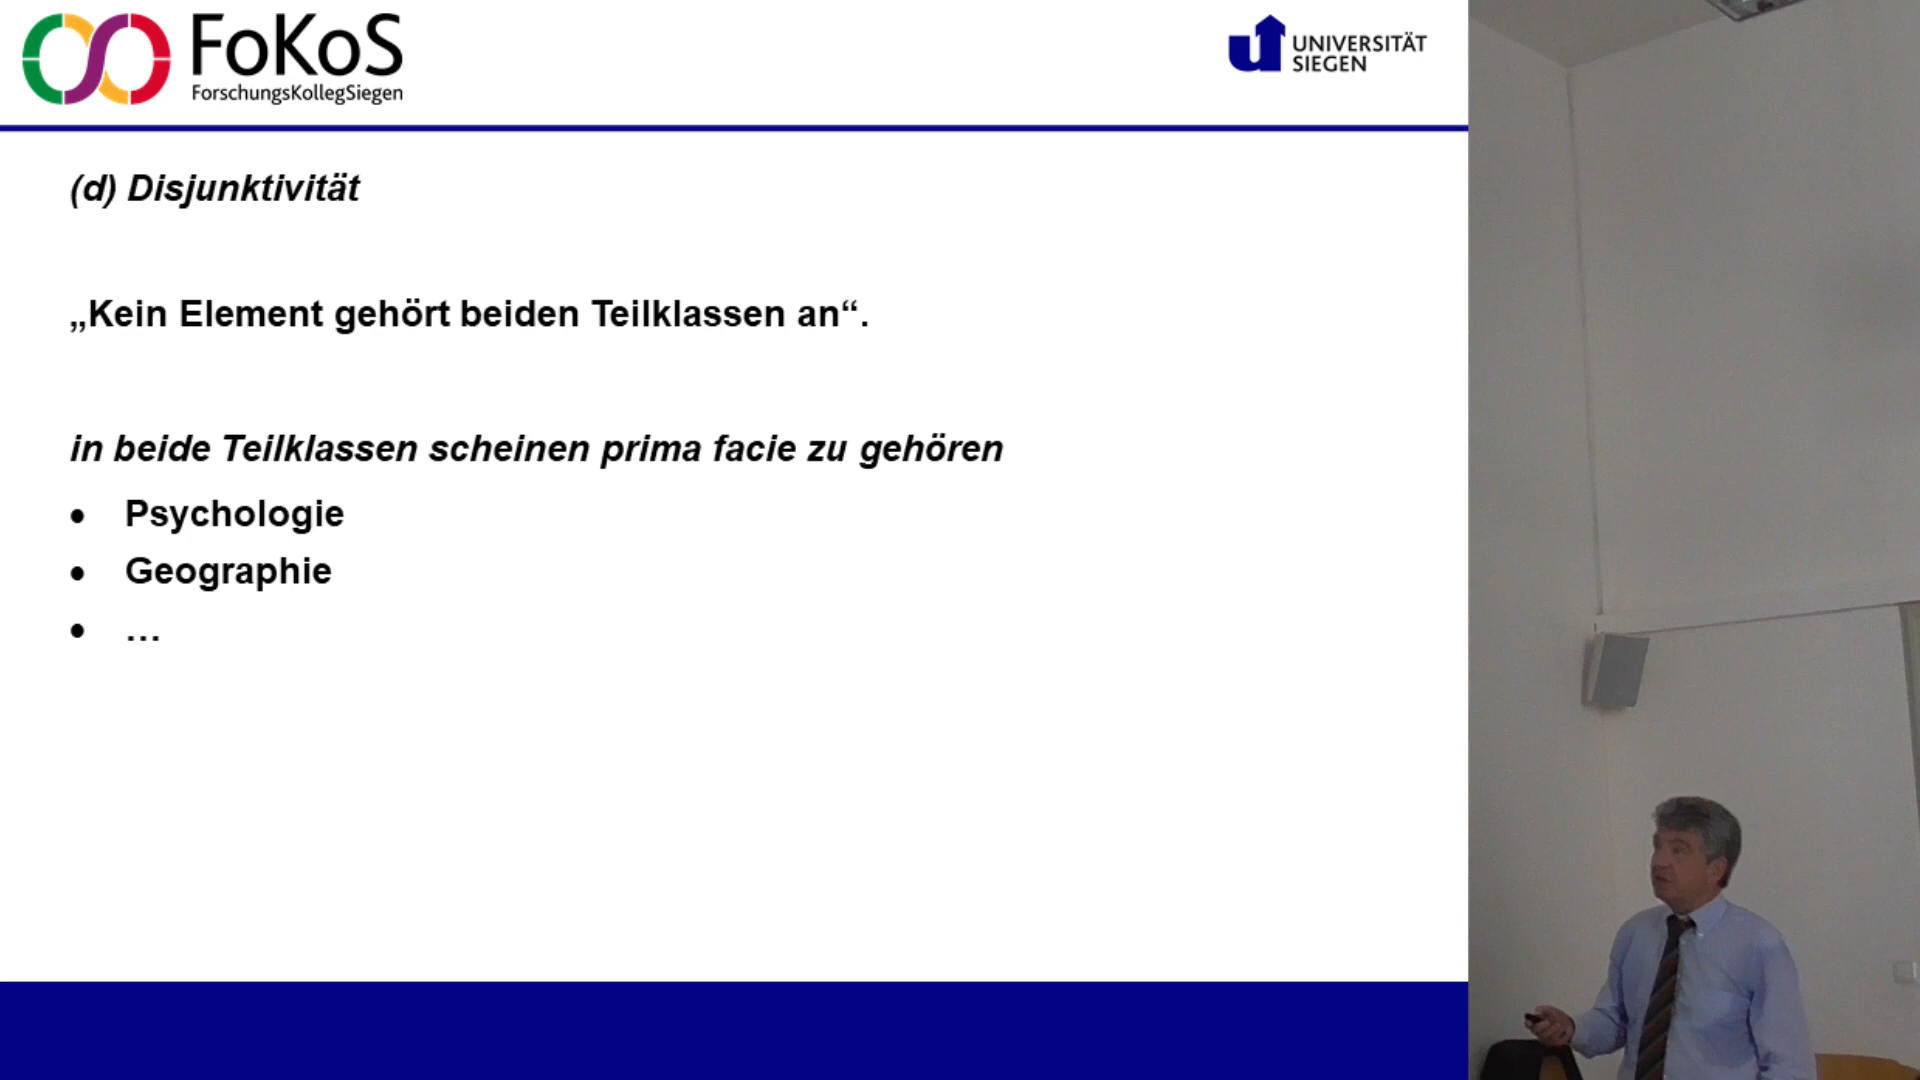 FoKoS
ForschungsKollegSiegen
UNIVERSITÄT
SIEGEN
(d) Disjunktivität
„Kein Element gehört beiden Teilklassen an“.
in beide Teilklassen scheinen prima facie zu gehören
• Psychologie
• Geographie
• …